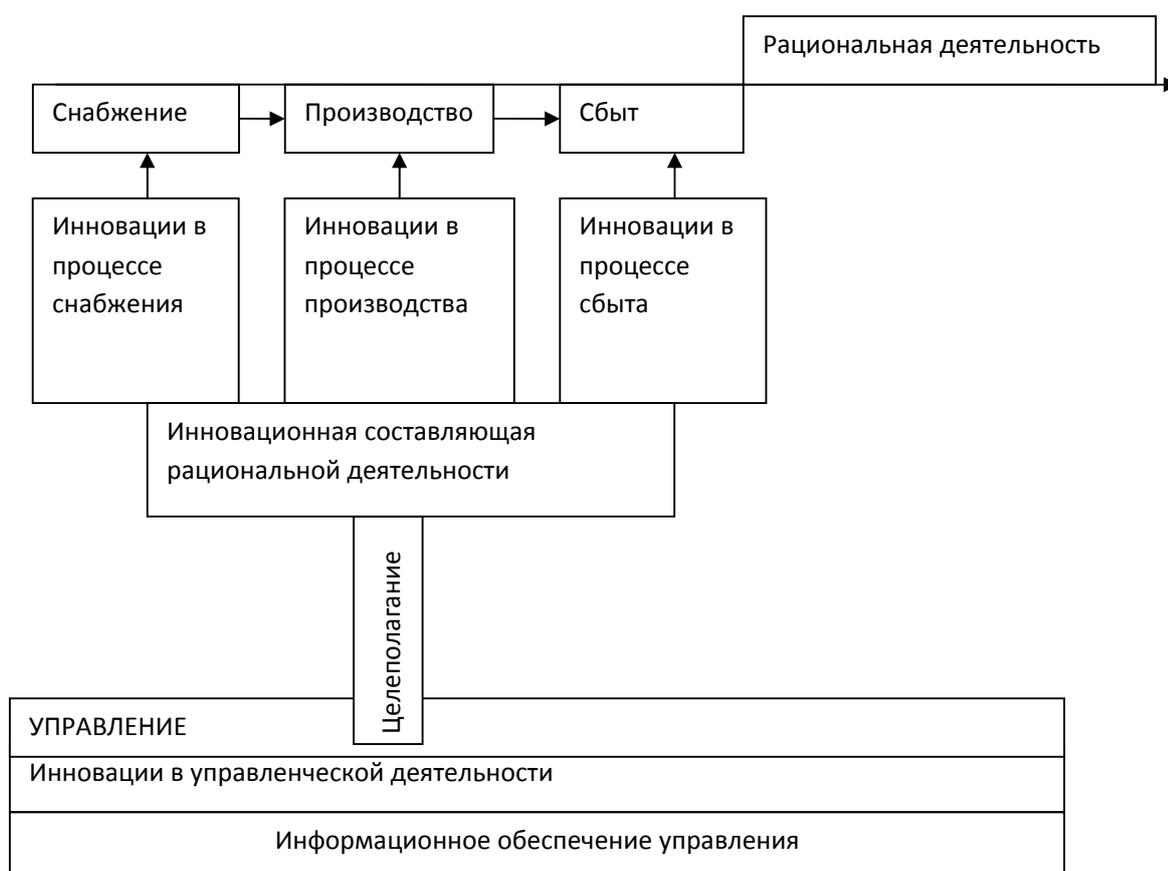 Рациональная деятельность
Снабжение
Производство
Сбыт
Инновации в
процессе
снабжения
Инновации в
процессе
производства
Инновации в
процессе
сбыта
Инновационная составляющая
рациональной деятельности
Целеполагание
УПРАВЛЕНИЕ
Инновации в управленческой деятельности
Информационное обеспечение управления